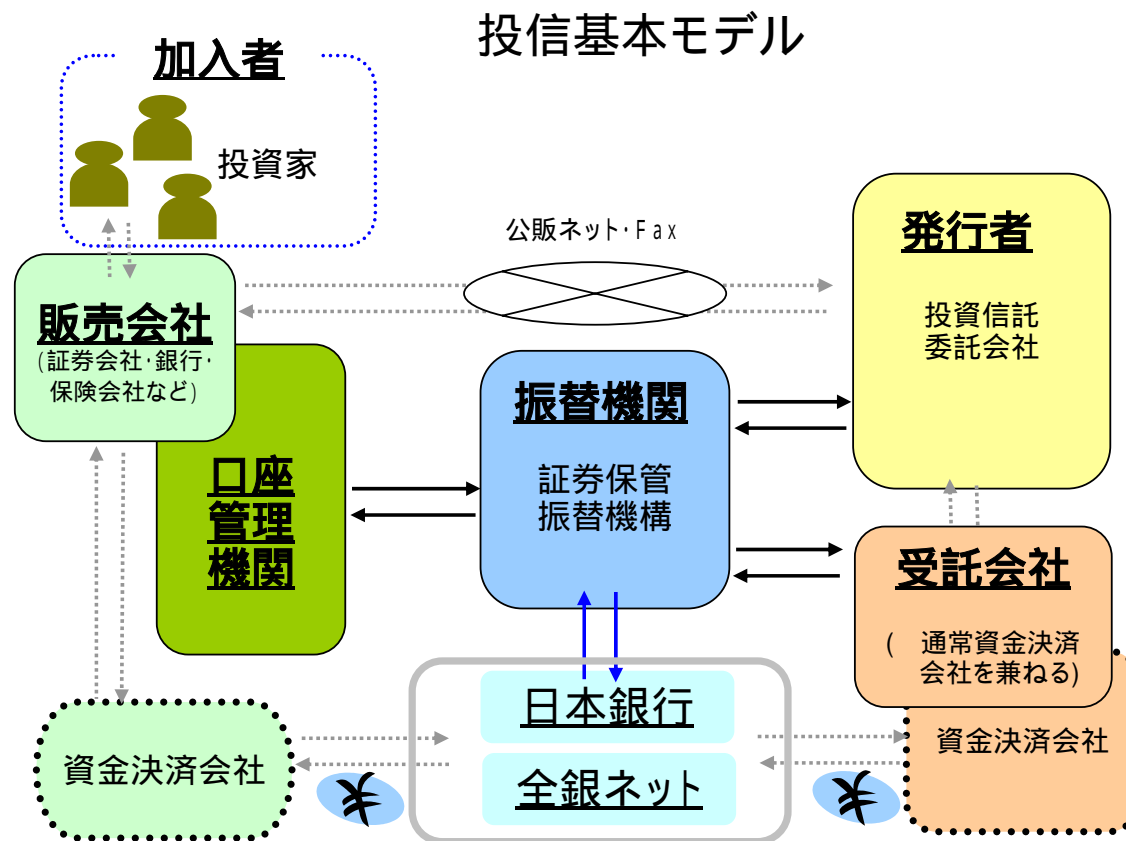 投信基本モデル
加入者
投資家
公販ネット・Fax
発行者
投資信託
委託会社
販売会社
(証券会社・銀行・
保険会社など)
振替機関
証券保管
振替機構
口座
管理
機関
受託会社
( 通常資金決済
会社を兼ねる)
日本銀行
資金決済会社
資金決済会社
全銀ネット
¥
¥